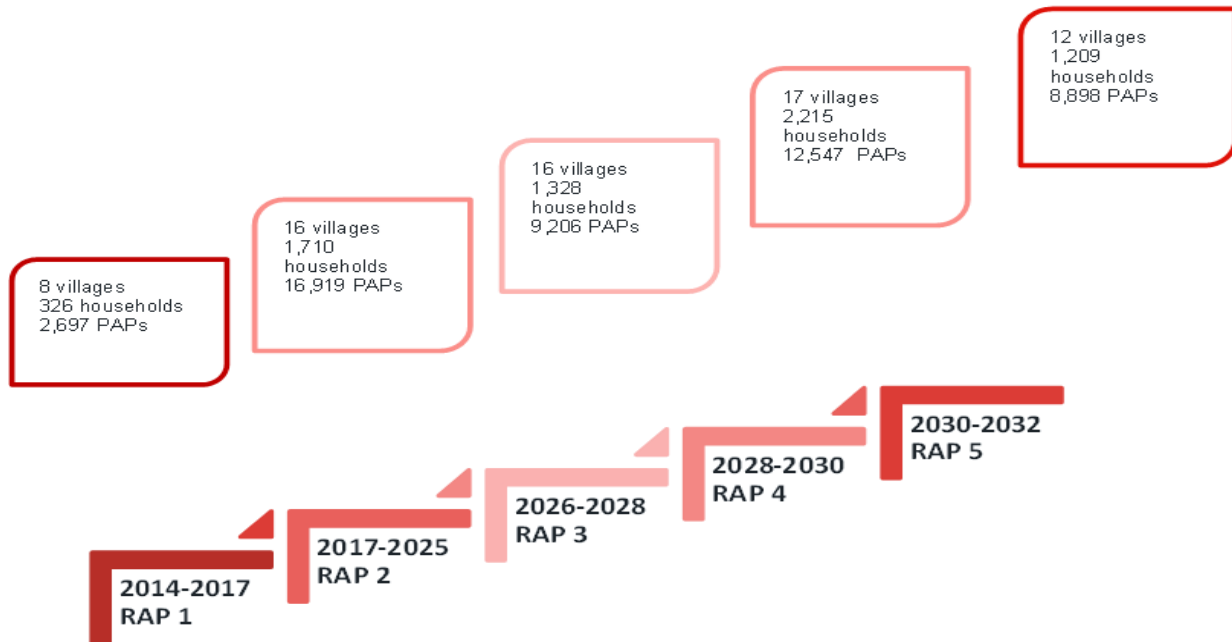 8 villages
326 households
2,697 PAPs
16 villages
1,710
households
16,919 PAPs
16 villages
1,328
households
9,206 PAPs
17 villages
2,215
households
12,547 PAPs
12 villages
1,209
households
8,898 PAPs
2014-2017
RAP 1
2017-2025
RAP 2
2026-2028
RAP 3
2028-2030
RAP 4
2030-2032
RAP 5